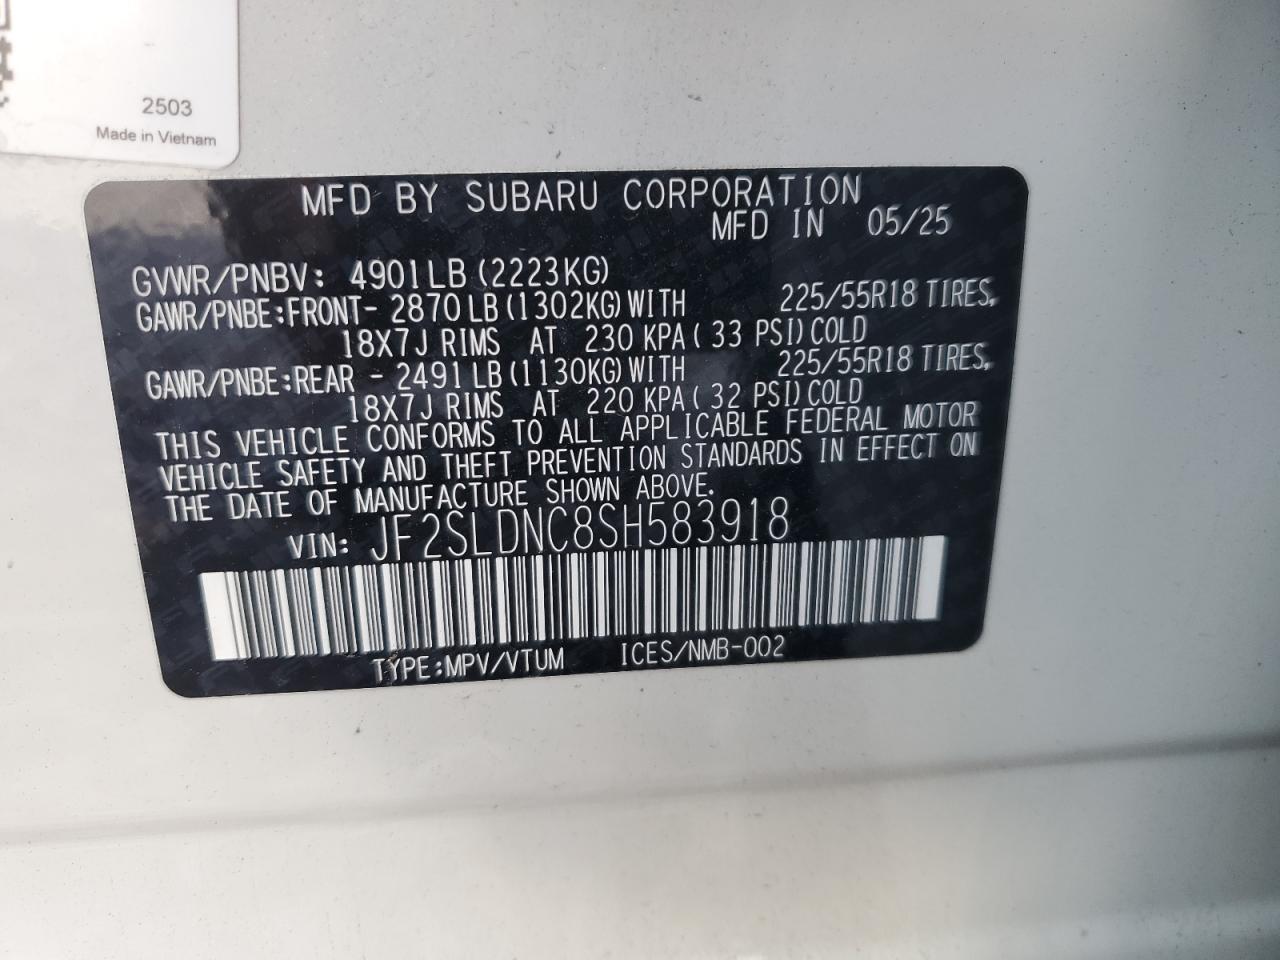 2503
Made in Vietnam
MFD BY SUBARU CORPORATION
MFD IN 05/25
GVWR/PNBV: 4901LB (2223KG)
GAWR/PNBE:FRONT- 2870 LB(1302KG) WITH 225/55R18 TIRES,
18X7J RIMS AT 230 KPA( 33 PSI)COLD
GAWR/PNBE:REAR - 2491 LB(1130KG) WITH 225/55R18 TIRES,
18X7J RIMS AT 220 KPA( 32 PSI)COLD
THIS VEHICLE CONFORMS TO ALL APPLICABLE FEDERAL MOTOR
VEHICLE SAFETY AND THEFT PREVENTION STANDARDS IN EFFECT ON
THE DATE OF MANUFACTURE SHOWN ABOVE.
VIN: JF2SLDNC8SH583918
TYPE:MPV/VTUM ICES/NMB-002